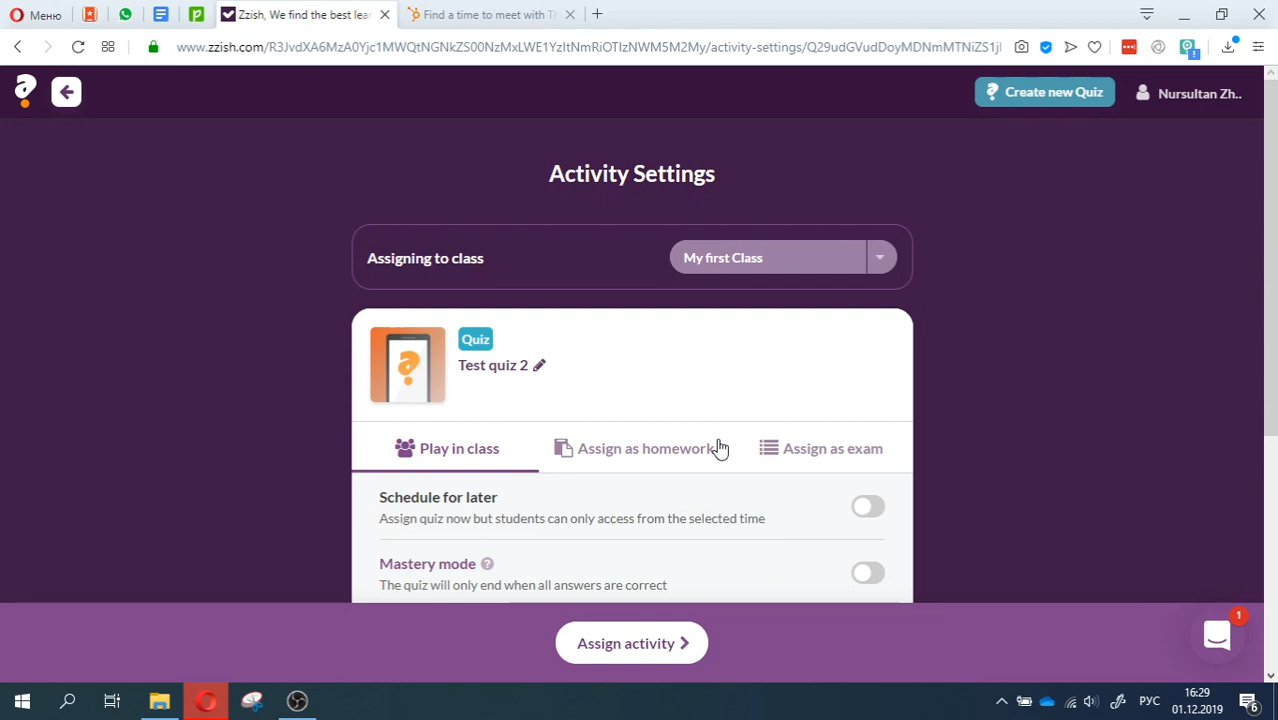 Меню
Zzish, We find the best lea
Find a time to meet with T
www.zzish.com/R3JvdXA6MzA0Yjc1MWQtNGNkZS00NzMxLWE1YzItNmRiOTIzNWM5M2My/activity-settings/Q29udGVudDoyMDNmMTNiZS1jl
Create new Quiz
Nursultan Zh..
Activity Settings
Assigning to class
My first Class
Quiz
Test quiz 2
Play in class
Assign as homework
Assign as exam
Schedule for later
Assign quiz now but students can only access from the selected time
Mastery mode ?
The quiz will only end when all answers are correct
Assign activity
1
РУС
16:29
01.12.2019
6